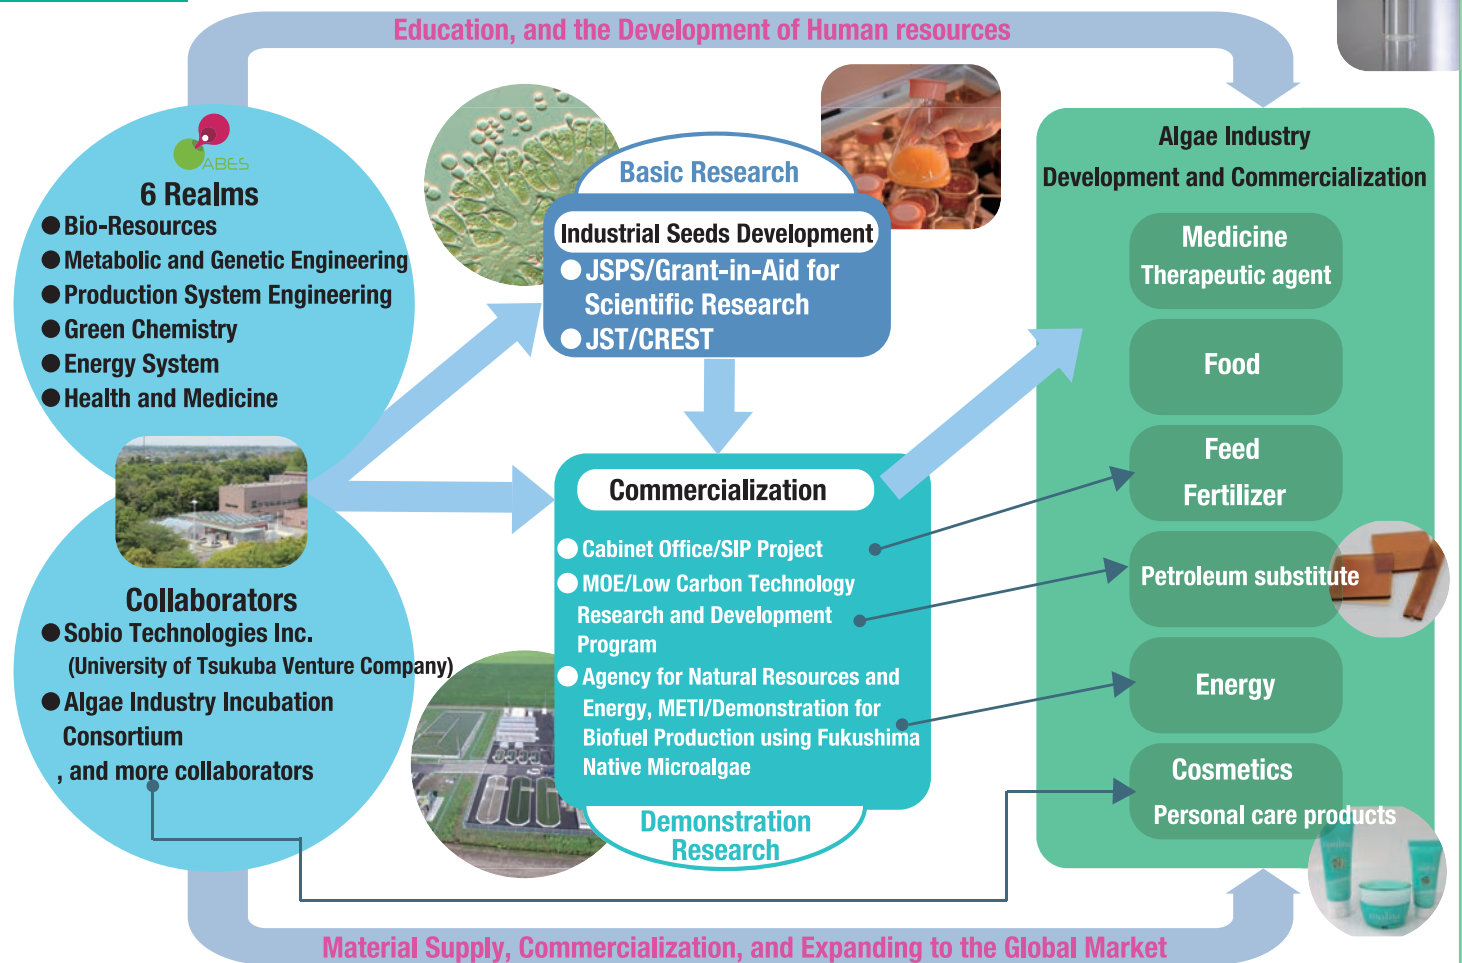 Education, and the Development of Human resources
ABES
6 Realms
●Bio-Resources
●Metabolic and Genetic Engineering
●Production System Engineering
●Green Chemistry
●Energy System
●Health and Medicine
Collaborators
●Sobio Technologies Inc.
(University of Tsukuba Venture Company)
●Algae Industry Incubation
Consortium
, and more collaborators
Basic Research
Industrial Seeds Development
●JSPS/Grant-in-Aid for
Scientific Research
●JST/CREST
Commercialization
●Cabinet Office/SIP Project
●MOE/Low Carbon Technology
Research and Development
Program
●Agency for Natural Resources and
Energy, METI/Demonstration for
Biofuel Production using Fukushima
Native Microalgae
Demonstration
Research
Algae Industry
Development and Commercialization
Medicine
Therapeutic agent
Food
Feed
Fertilizer
Petroleum substitute
Energy
Cosmetics
Personal care products
Material Supply, Commercialization, and Expanding to the Global Market